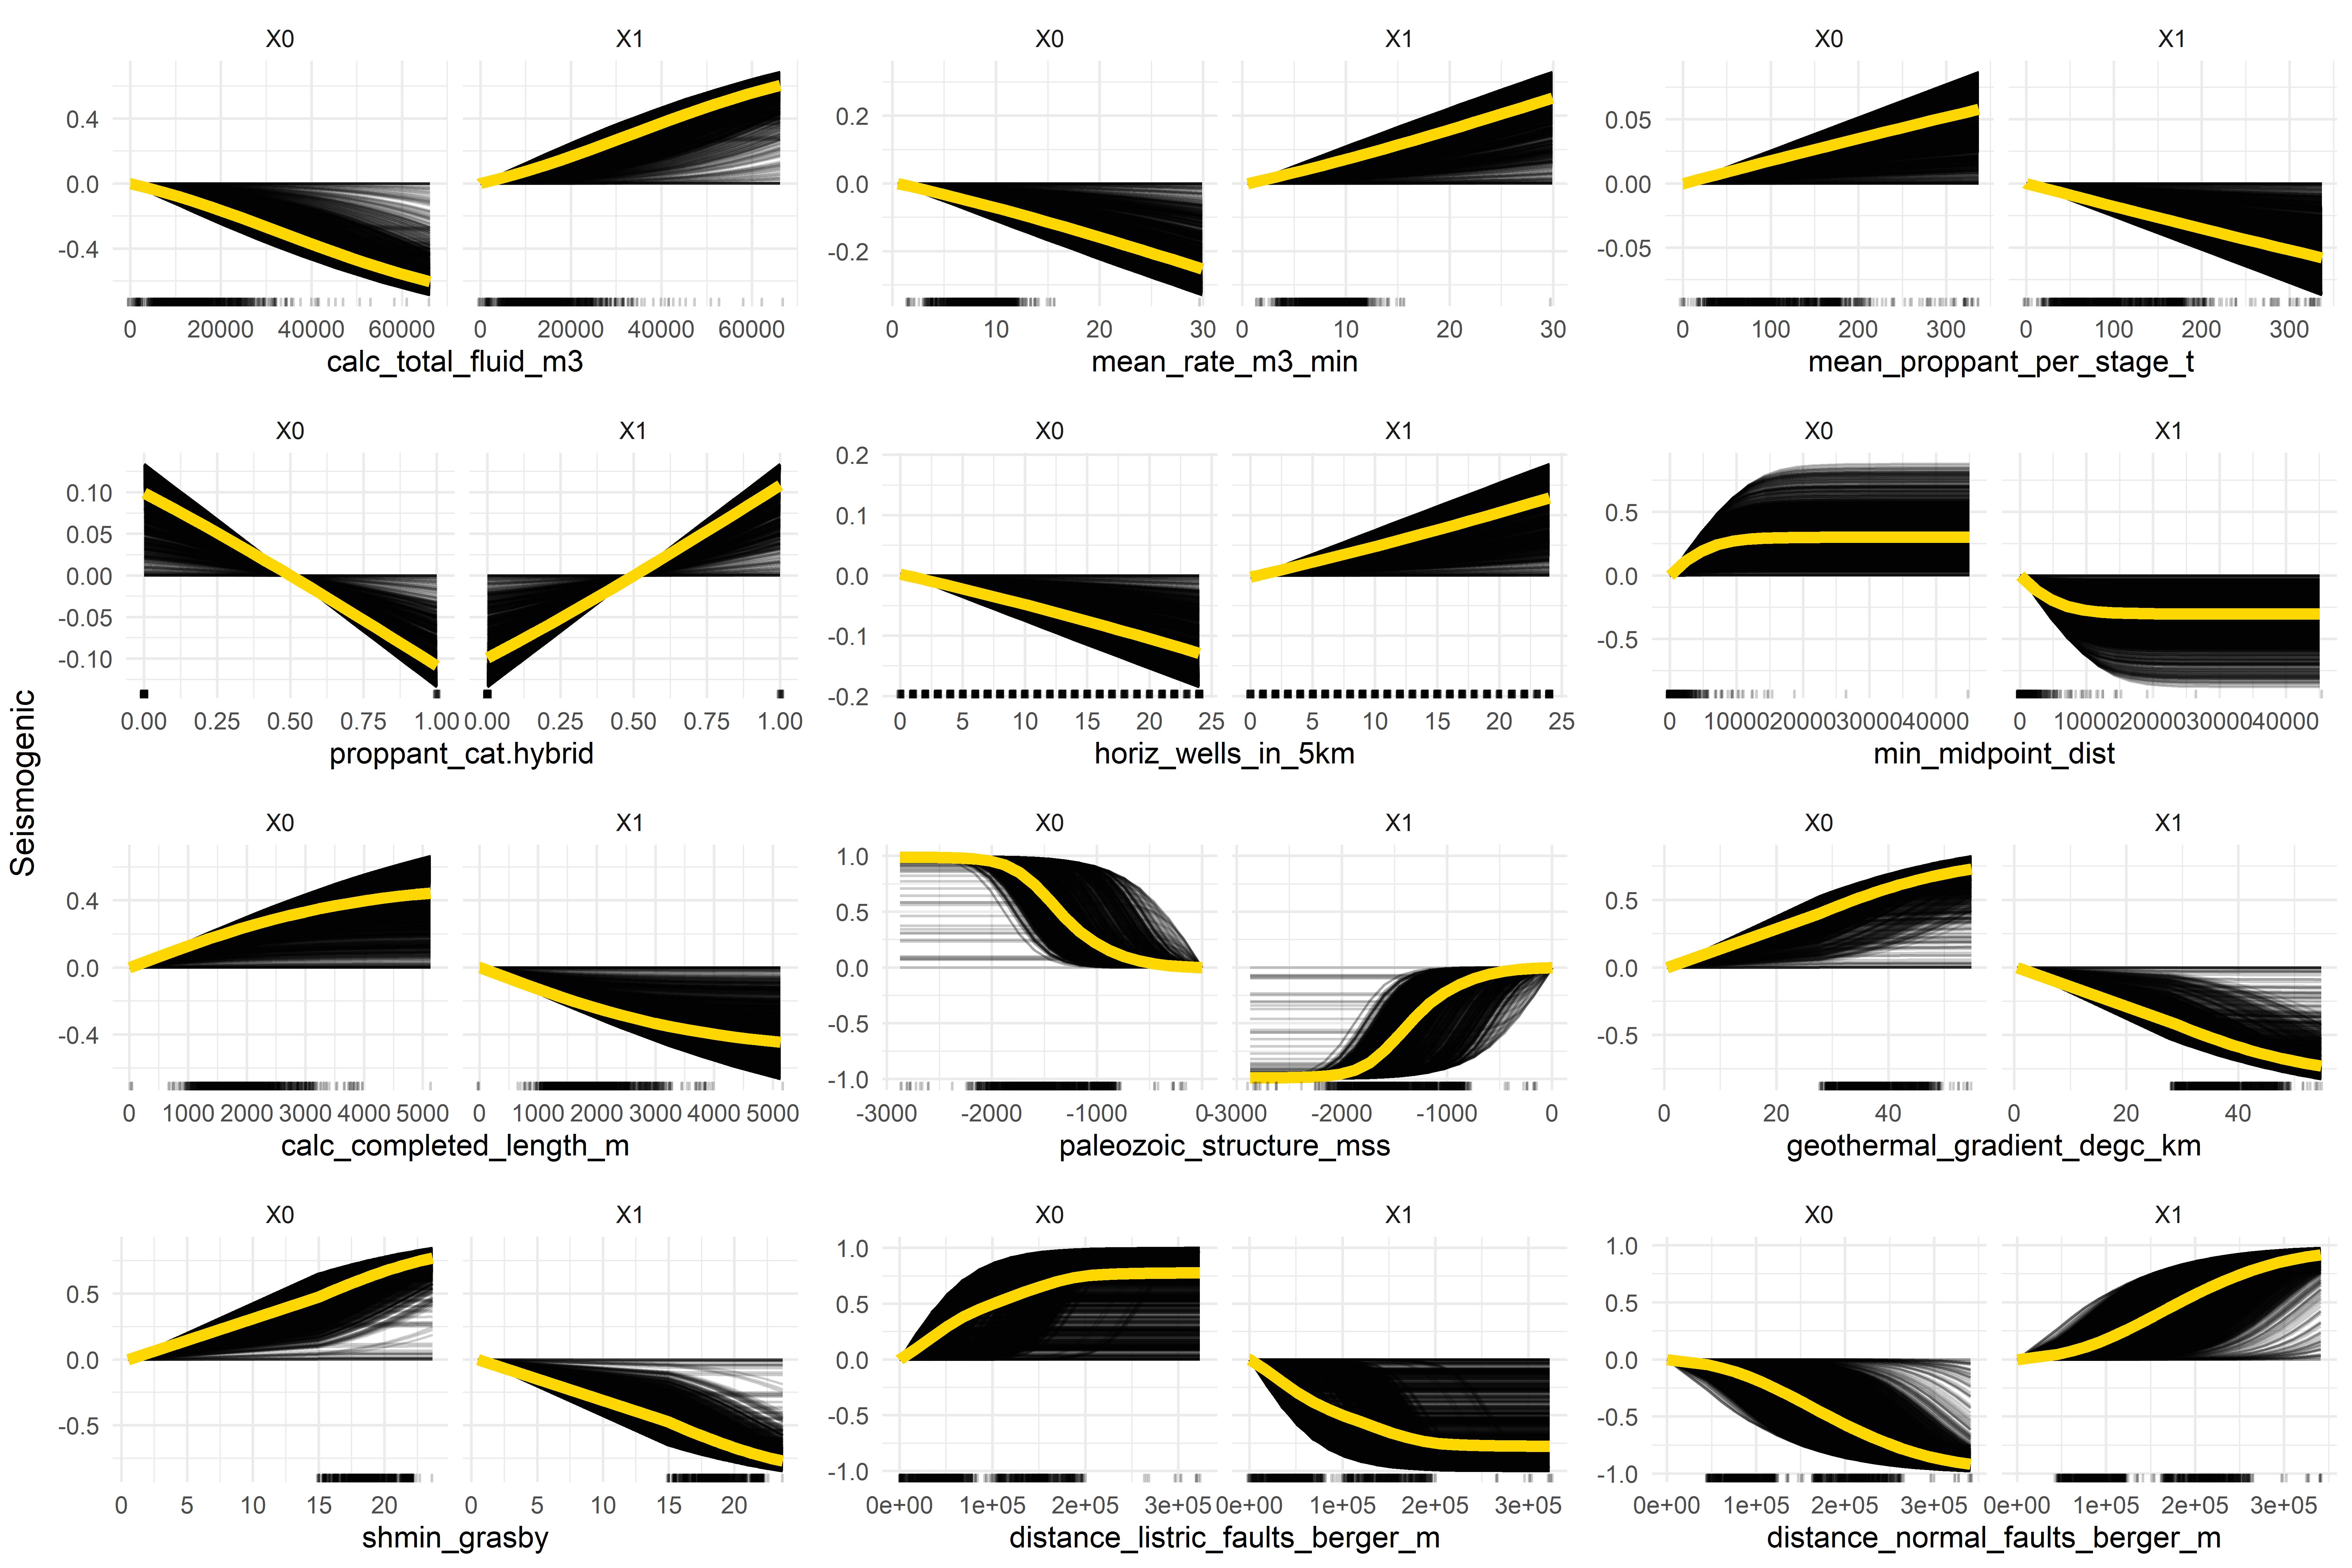 X0 X1 X0 X1 X0 X1
0.4 0.0 -0.4
0.2 0.0 -0.2
0.05 0.00 -0.05
0 20000 40000 60000 0 20000 40000 60000
0 10 20 30 0 10 20 30
0 100 200 300 0 100 200 300
calc_total_fluid_m3 mean_rate_m3_min mean_proppant_per_stage_t
X0 X1 X0 X1 X0 X1
0.10 0.05 0.00 -0.05 -0.10
0.2 0.1 0.0 -0.1 -0.2
0.5 0.0 -0.5
0.00 0.25 0.50 0.75 1.00 0.00 0.25 0.50 0.75 1.00
0 5 10 15 20 25 0 5 10 15 20 25
0 10000 20000 30000 40000 0 10000 20000 30000 40000
proppant_cat.hybrid horiz_wells_in_5km min_midpoint_dist
Seismogenic
X0 X1 X0 X1 X0 X1
0.4 0.0 -0.4
1.0 0.5 0.0 -0.5 -1.0
0.5 0.0 -0.5
0 1000 2000 3000 4000 5000 0 1000 2000 3000 4000 5000
-3000 -2000 -1000 0 -3000 -2000 -1000 0
0 20 40 0 20 40
calc_completed_length_m paleozoic_structure_mss geothermal_gradient_degc_km
X0 X1 X0 X1 X0 X1
0.5 0.0 -0.5
1.0 0.5 0.0 -0.5 -1.0
1.0 0.5 0.0 -0.5 -1.0
0 5 10 15 20 0 5 10 15 20
0e+00 1e+05 2e+05 3e+05 0e+00 1e+05 2e+05 3e+05
0e+00 1e+05 2e+05 3e+05 0e+00 1e+05 2e+05 3e+05
shmin_grasby distance_listric_faults_berger_m distance_normal_faults_berger_m